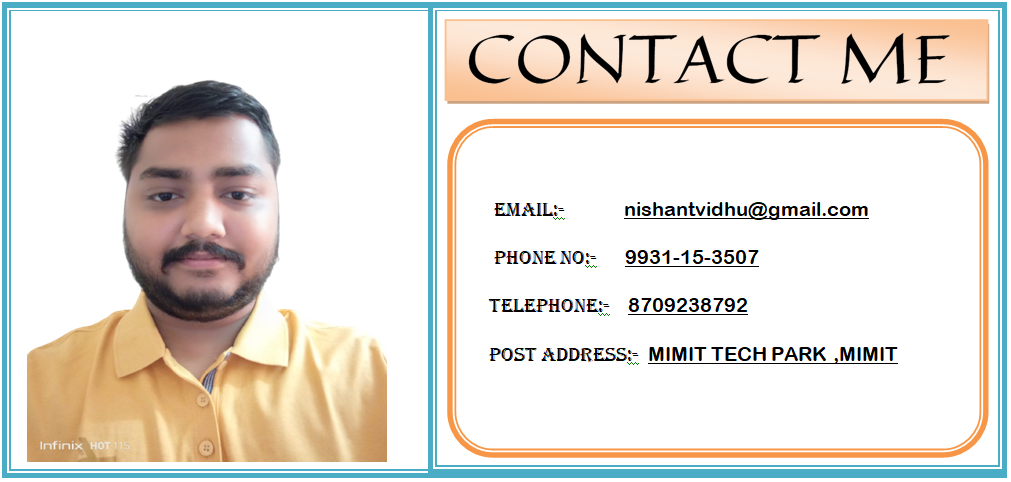 CONTACT ME
EMAIL:- nishantvidhu@gmail.com
PHONE NO:- 9931-15-3507
TELEPHONE:- 8709238792
POST ADDRESS:- MIMIT TECH PARK ,MIMIT
Infinix HOT 11S